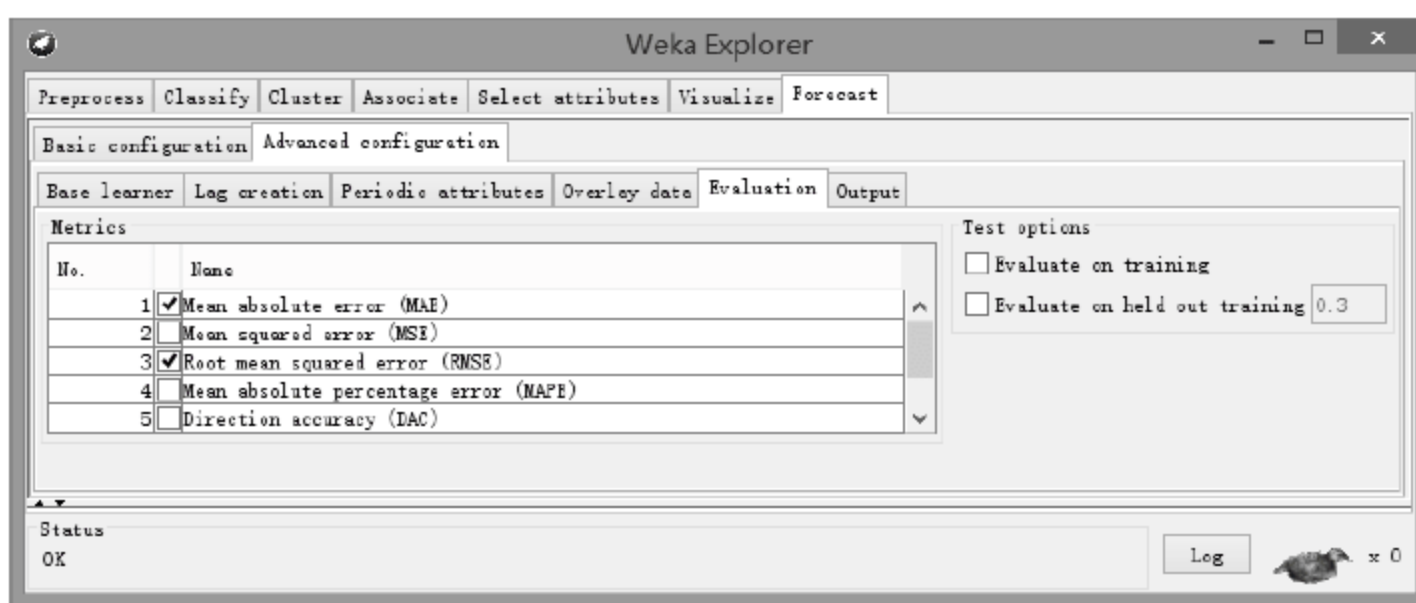 Weka Explorer
Preprocess Classify Cluster Associate Select attributes Visualize Forecast
Basic configuration Advanced configuration
Base learner Lag creation Periodic attributes Overlay data Evaluation Output
Metrics
No. Name
1 Mean absolute error (MAE)
2 Mean squared error (MSE)
3 Root mean squared error (RMSE)
4 Mean absolute percentage error (MAPE)
5 Direction accuracy (DAC)
Test options
Evaluate on training
Evaluate on held out training 0.3
Status
OK
Log x 0